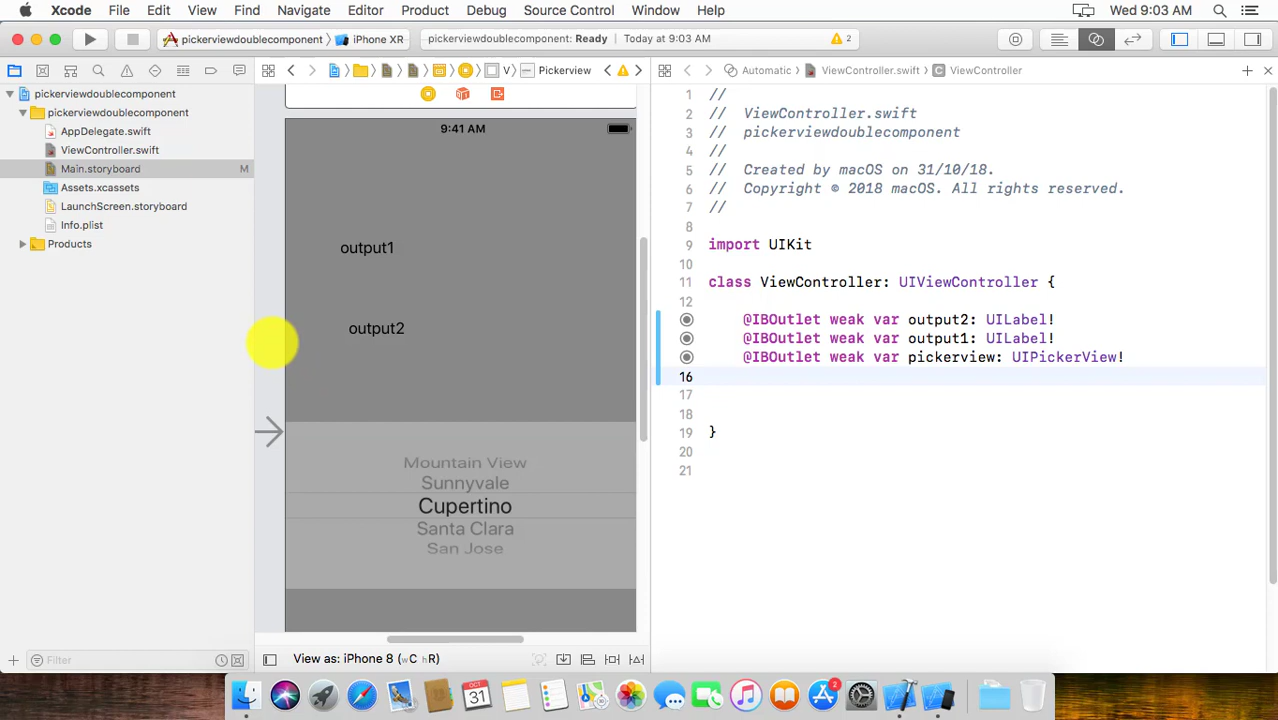 Xcode File Edit View Find Navigate Editor Product Debug Source Control Window Help Wed 9:03 AM
pickerviewdoublecomponent iPhone XR pickerviewdoublecomponent: Ready Today at 9:03 AM 2
V Pickerview Automatic ViewController.swift C ViewController
pickerviewdoublecomponent
pickerviewdoublecomponent
AppDelegate.swift
ViewController.swift
Main.storyboard M
Assets.xcassets
LaunchScreen.storyboard
Info.plist
Products
9:41 AM
output1
output2
Mountain View
Sunnyvale
Cupertino
Santa Clara
San Jose
1 //
2 // ViewController.swift
3 // pickerviewdoublecomponent
4 //
5 // Created by macOS on 31/10/18.
6 // Copyright © 2018 macOS. All rights reserved.
7 //
8
9 import UIKit
10
11 class ViewController: UIViewController {
12
@IBOutlet weak var output2: UILabel!
@IBOutlet weak var output1: UILabel!
@IBOutlet weak var pickerview: UIPickerView!
16
17
18
19 }
20
21
Filter
View as: iPhone 8 (wC hR)
OCT
31
2